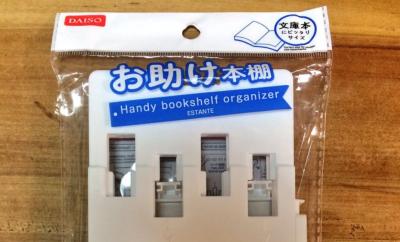 DAISO
文庫本
にピッタリ
サイズ
お助け本棚
Handy bookshelf organizer
ESTANTE